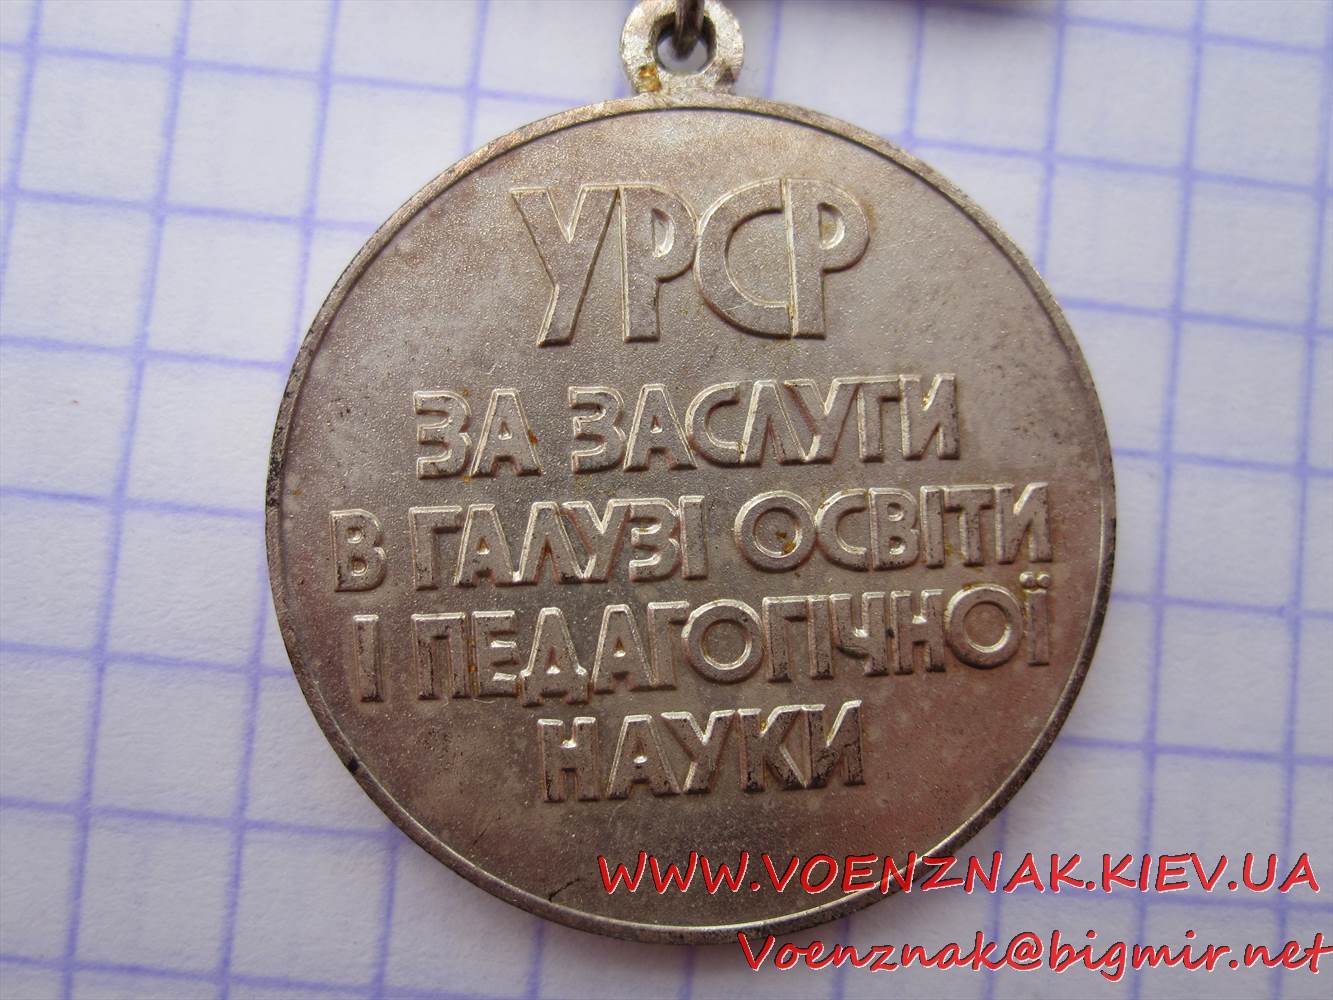 УРСР
ЗА ЗАСЛУГИ
В ГАЛУЗІ ОСВІТИ
І ПЕДАГОГІЧНОЇ
НАУКИ
WWW.VOENZNAK.KIEV.UA
Voenznak@bigmir.net